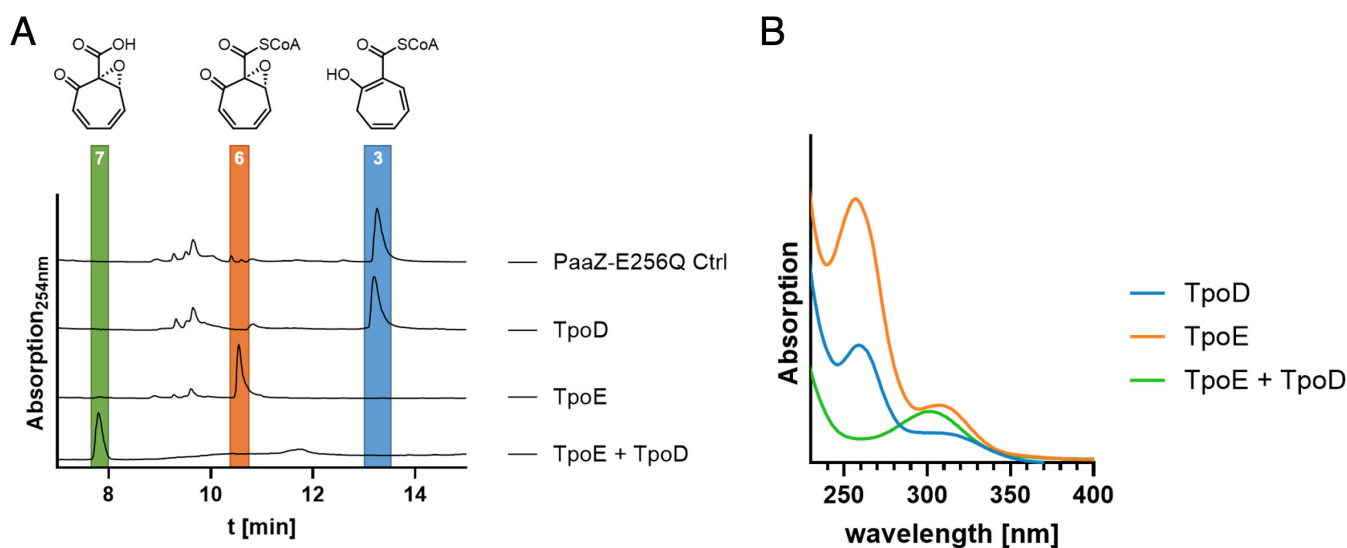 A
B
O
OH
O
O
O
SCoA
O
O
O
SCoA
HO
7
6
3
PaaZ-E256Q Ctrl
TpoD
TpoE
TpoE + TpoD
Absorption254nm
8
10
12
14
t [min]
Absorption
TpoD
TpoE
TpoE + TpoD
250
300
350
400
wavelength [nm]